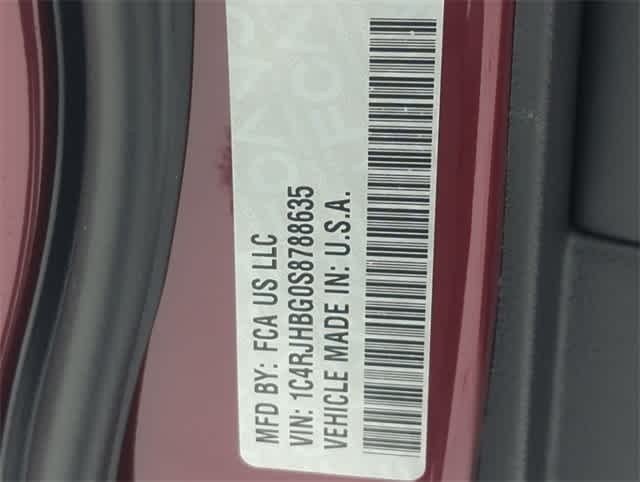 MFD BY: FCA US LLC
VIN: 1C4RJHBG0S8788635
VEHICLE MADE IN: U.S.A.